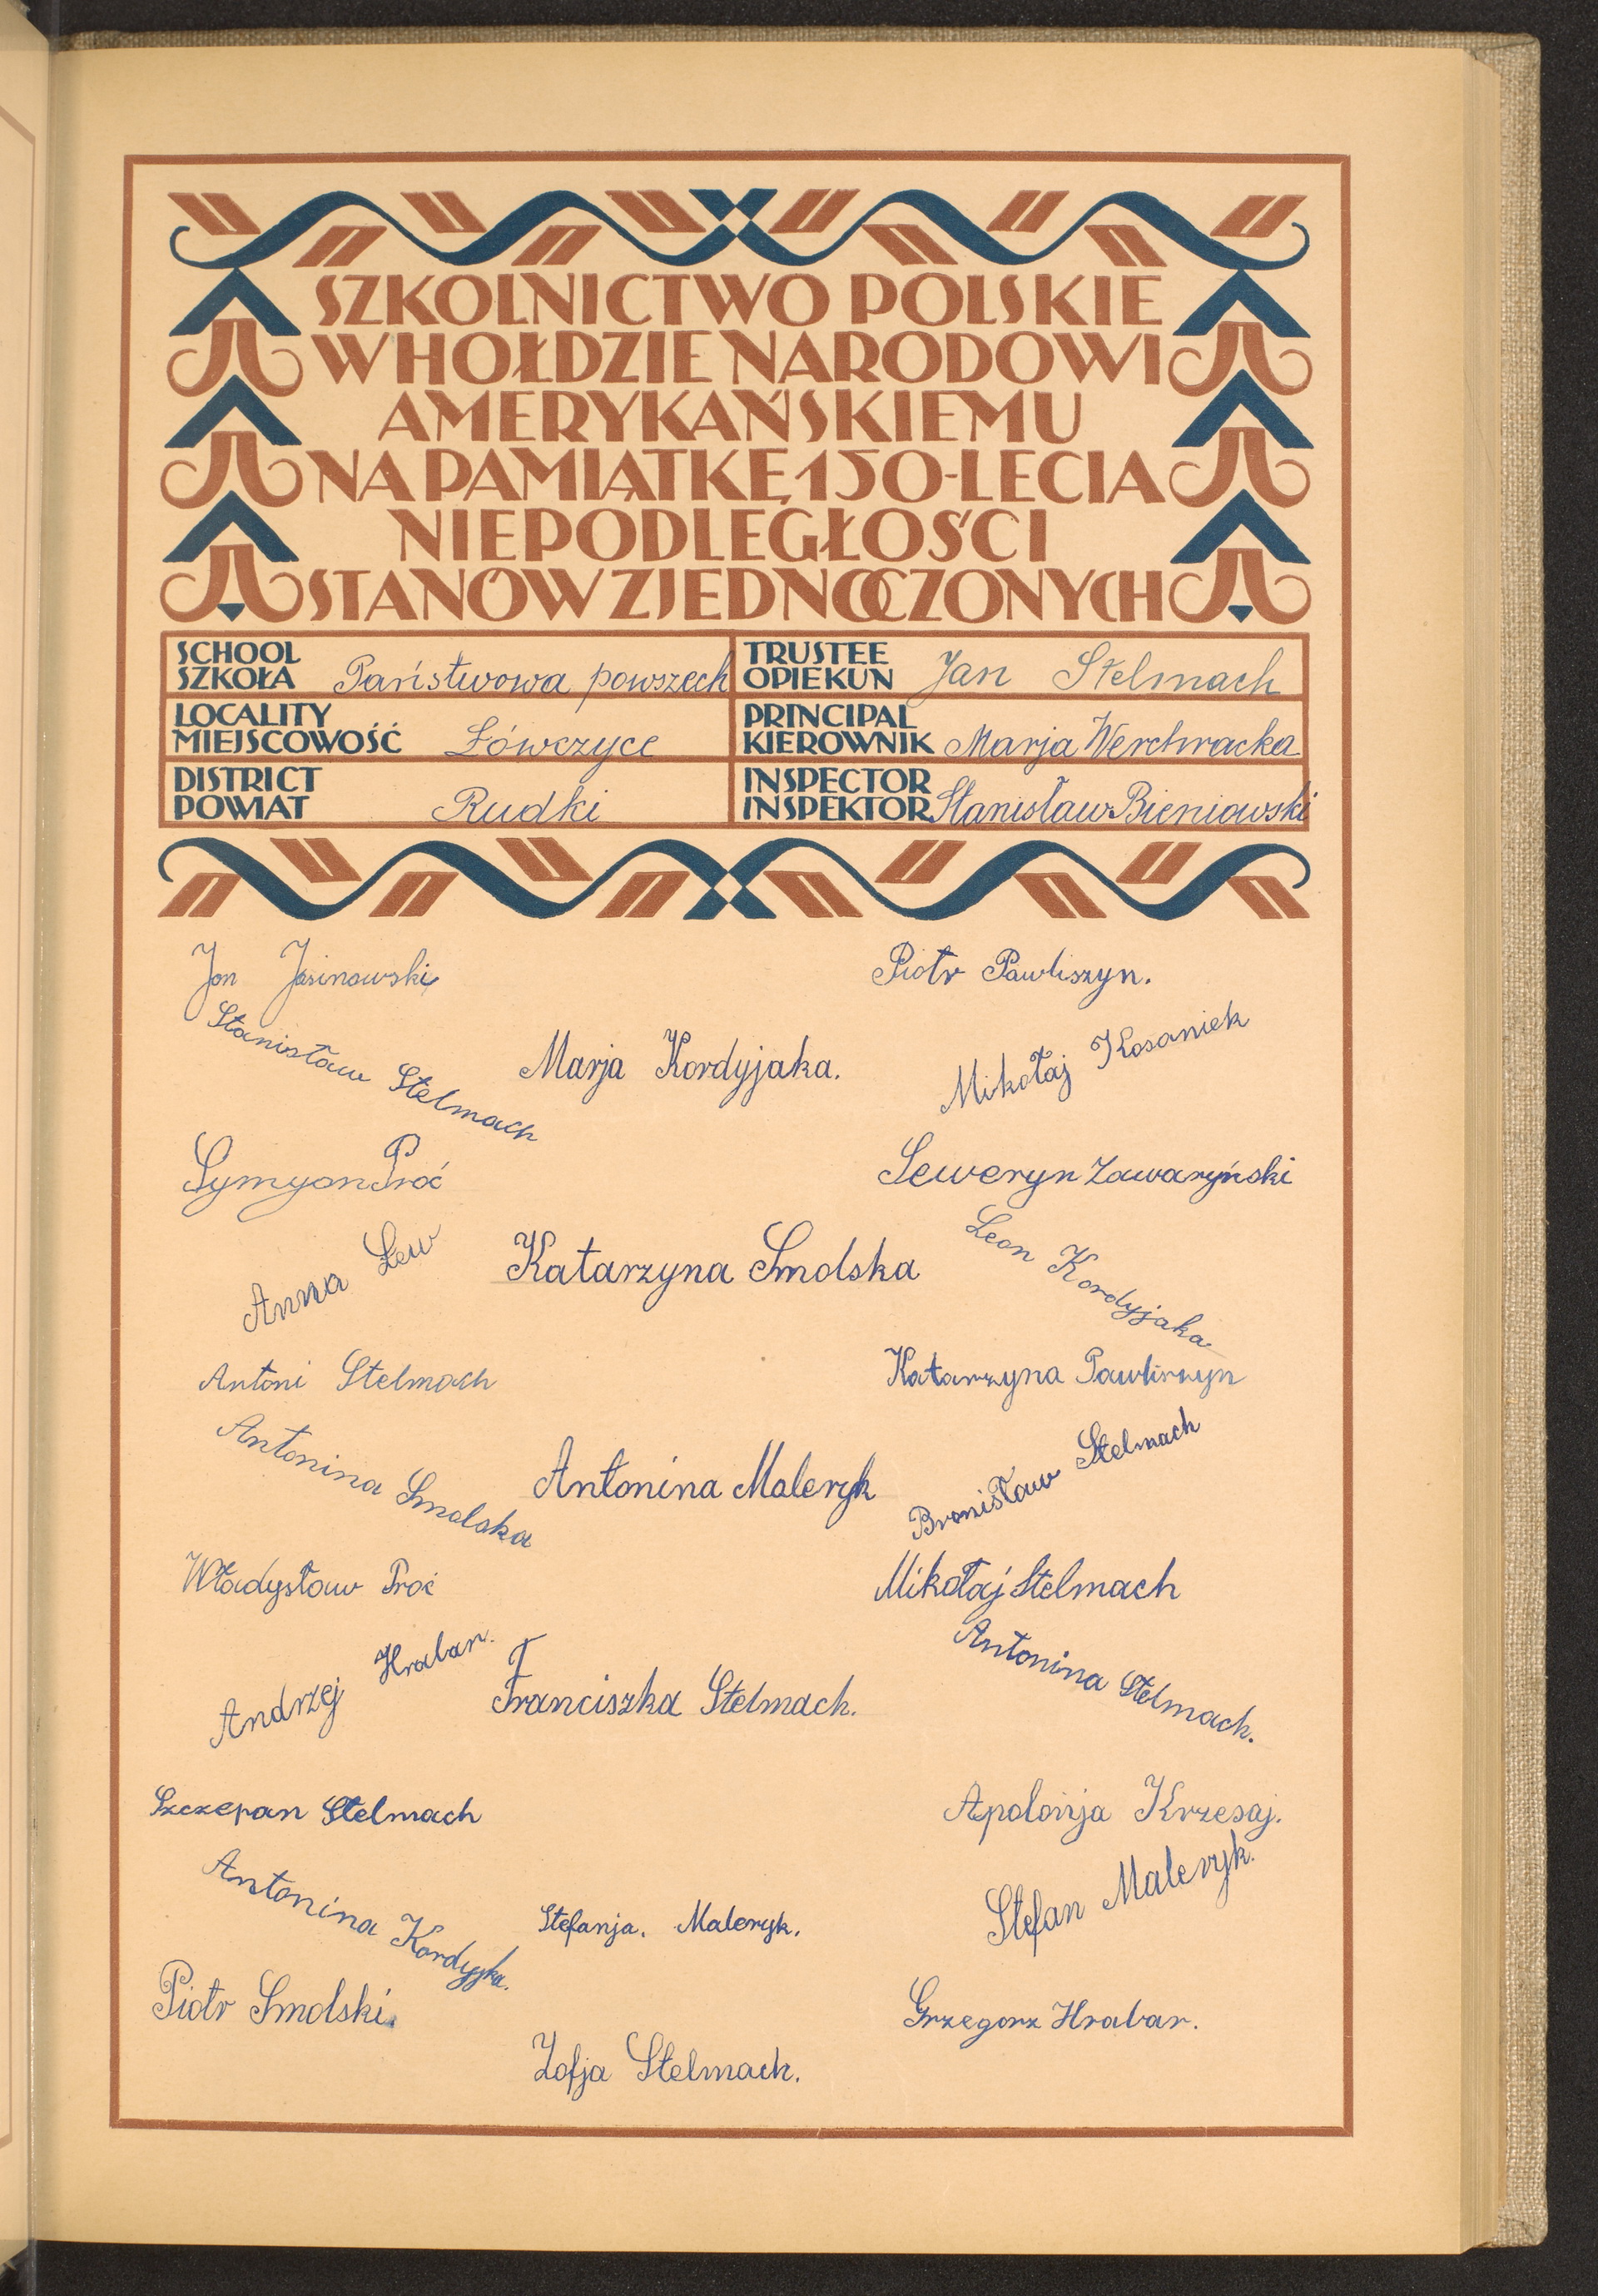 SZKOLNICTWO POLSKIE
W HOŁDZIE NARODOWI
AMERYKAŃSKIEMU
NA PAMIĄTKĘ 150-LECIA
NIEPODLEGŁOŚCI
STANÓW ZJEDNOCZONYCH
SCHOOL
SZKOŁA Państwowa powszech
TRUSTEE
OPIEKUN Jan Stelmach
LOCALITY
MIEJSCOWOŚĆ Łówczyce
PRINCIPAL
KIEROWNIK Marja Werchracka
DISTRICT
POWIAT Rudki
INSPECTOR
INSPEKTOR Stanisław Bieniowski
Jan Jasinowski
Piotr Pawliszyn.
Stanisław Stelmach
Marja Kordyjaka.
Mikołaj Kosaniek
Symyon Proć
Seweryn Zawaryński
Anna Lew
Katarzyna Smolska
Leon Kordyjaka
Antoni Stelmach
Katarzyna Pawliszyn
Antonina Smolska
Antonina Maleryk
Bronisław Stelmach
Władysław Proć
Mikołaj Stelmach
Andrzej Hrabar.
Franciszka Stelmach.
Antonina Stelmach.
Szczepan Stelmach
Apolonja Krzesaj.
Antonina Kordyjka.
Stefanja. Maleryk.
Stefan Maleryk.
Piotr Smolski.
Grzegorz Hrabar.
Zofja Stelmach.